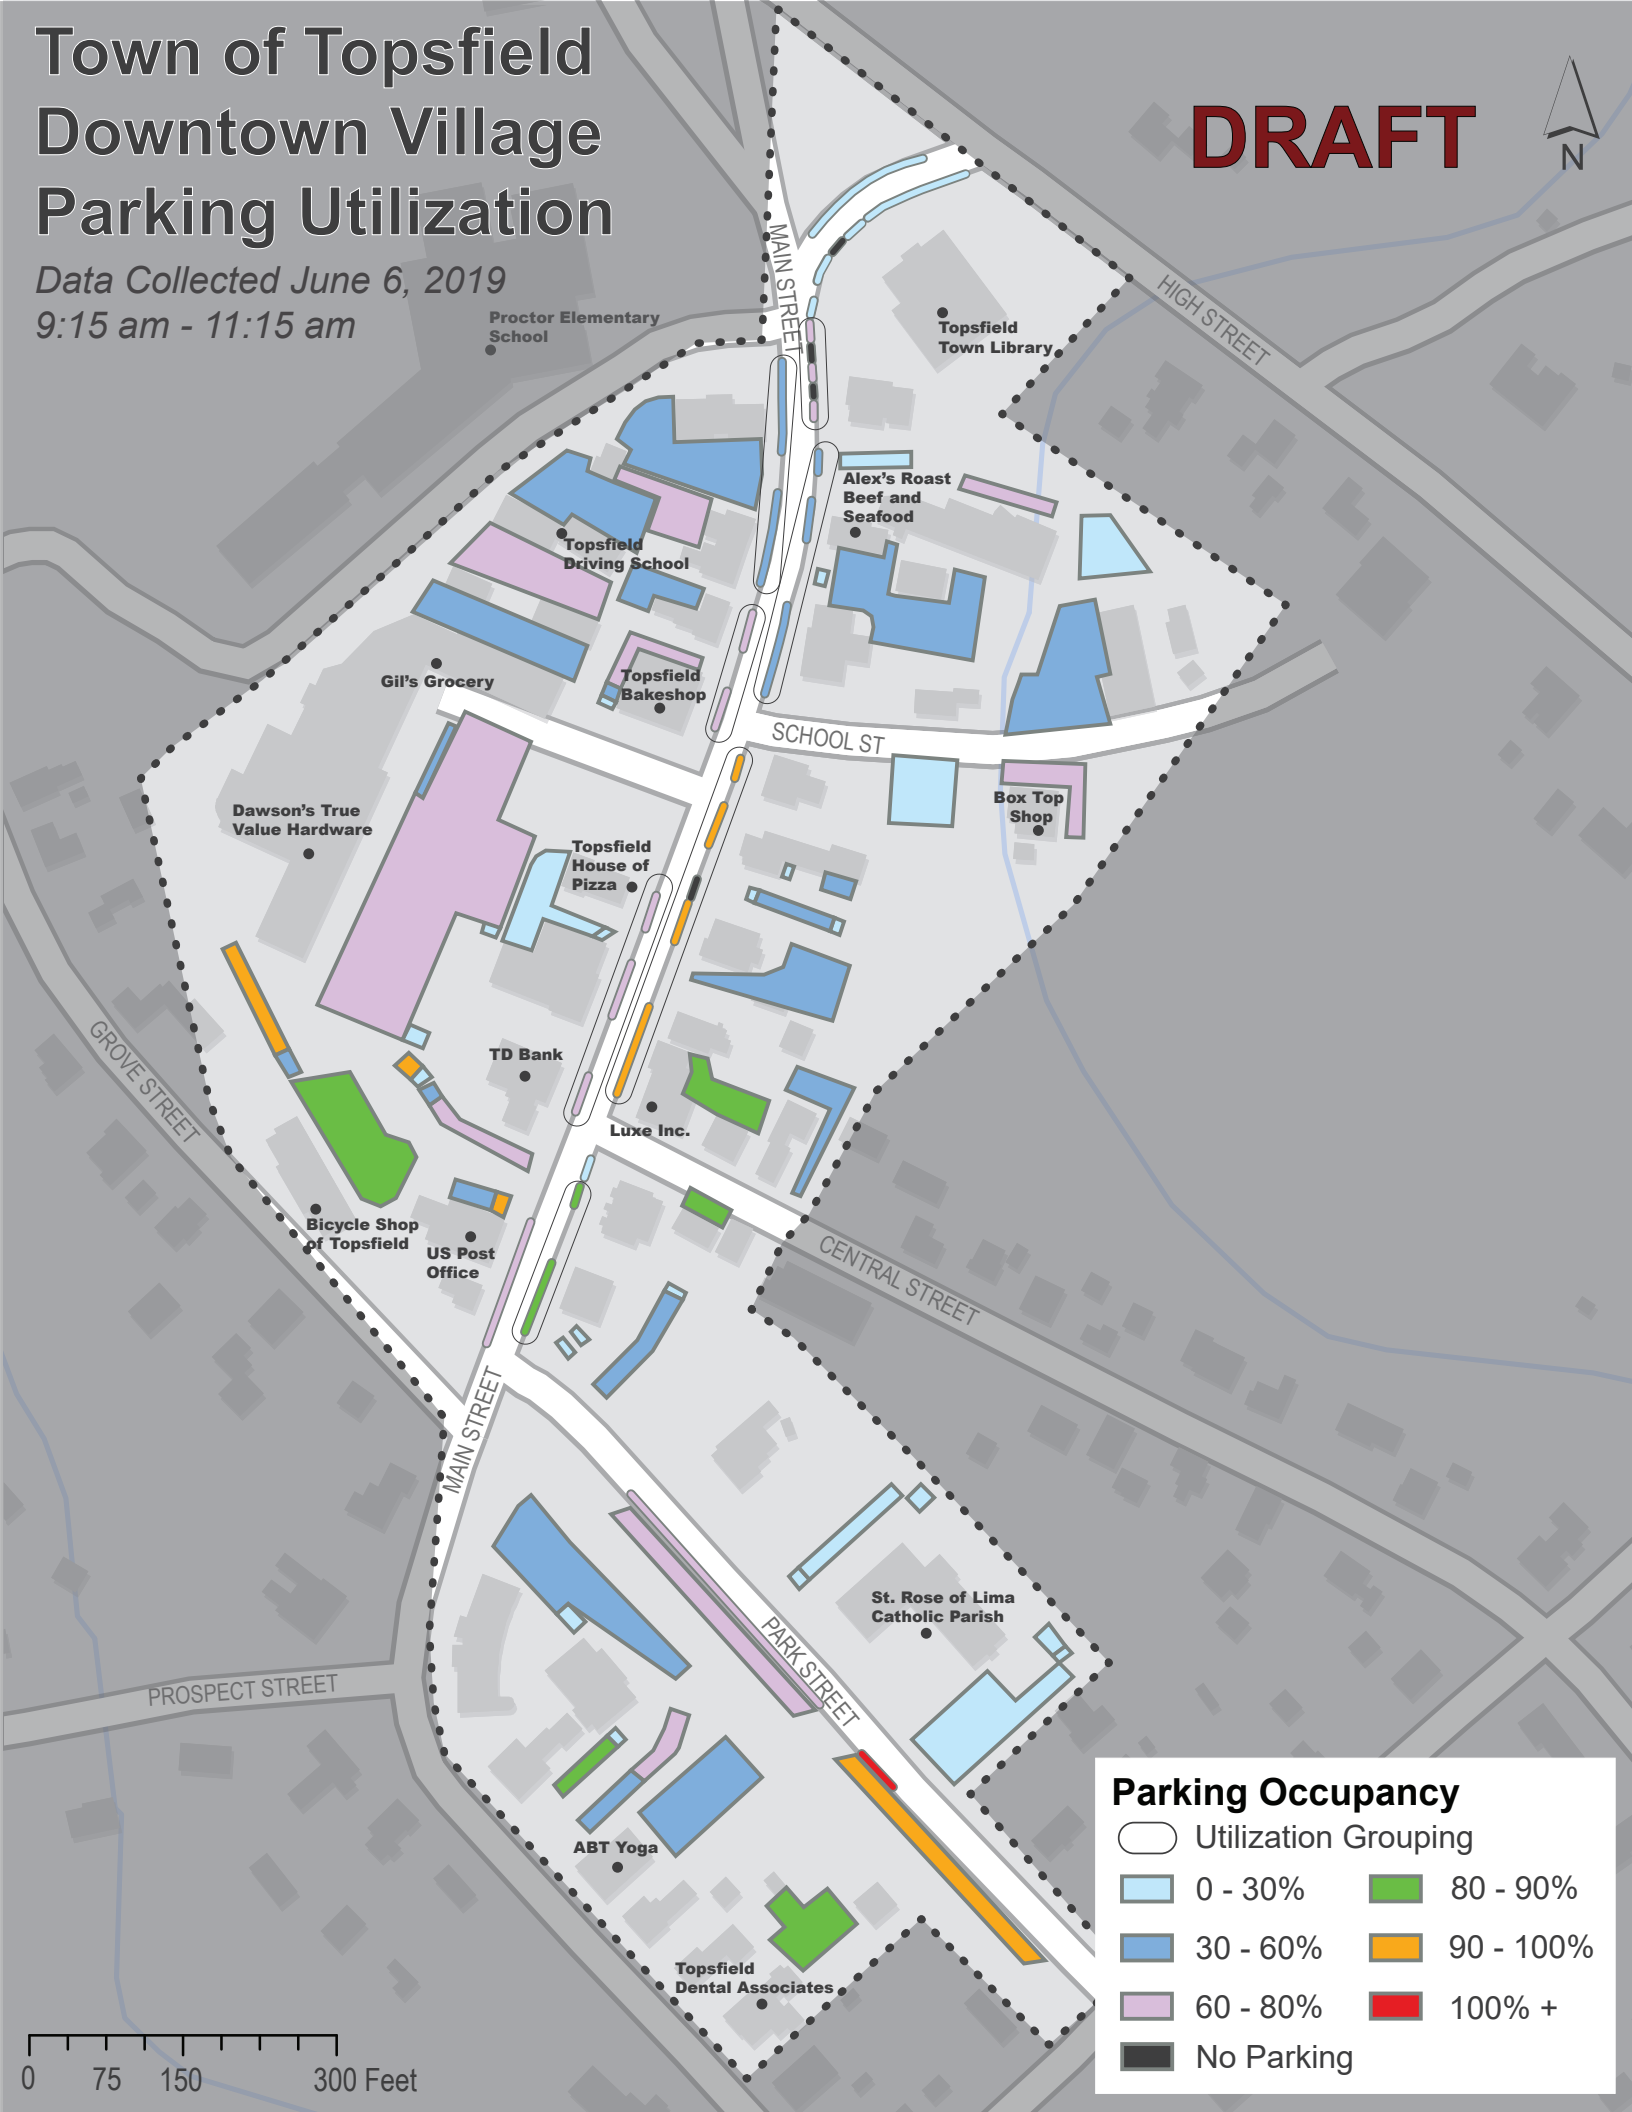 Town of Topsfield
Downtown Village
Parking Utilization
Data Collected June 6, 2019
9:15 am - 11:15 am
DRAFT
N
Proctor Elementary
School
MAIN STREET
Topsfield
Town Library
HIGH STREET
Alex's Roast
Beef and
Seafood
Topsfield
Driving School
Gil's Grocery
Topsfield
Bakeshop
SCHOOL ST
Box Top
Shop
Dawson's True
Value Hardware
Topsfield
House of
Pizza
GROVE STREET
TD Bank
Luxe Inc.
Bicycle Shop
of Topsfield
US Post
Office
CENTRAL STREET
MAIN STREET
St. Rose of Lima
Catholic Parish
PARK STREET
PROSPECT STREET
ABT Yoga
Topsfield
Dental Associates
Parking Occupancy
Utilization Grouping
0 - 30%
80 - 90%
30 - 60%
90 - 100%
60 - 80%
100% +
No Parking
0 75 150 300 Feet